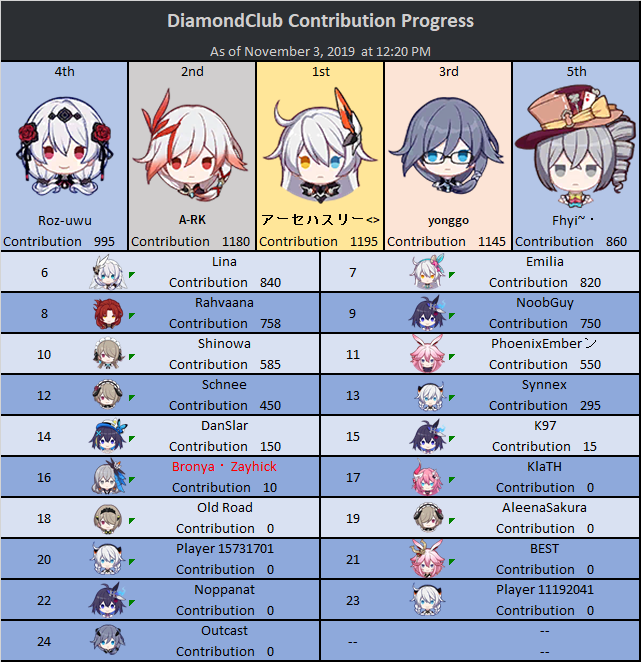 DiamondClub Contribution Progress
As of November 3, 2019 at 12:20 PM
4th 2nd 1st 3rd 5th
Roz-uwu A-RK アーセハスリー<> yonggo Fhyi~・
Contribution 995 Contribution 1180 Contribution 1195 Contribution 1145 Contribution 860
6 Lina
Contribution 840
7 Emilia
Contribution 820
8 Rahvaana
Contribution 758
9 NoobGuy
Contribution 750
10 Shinowa
Contribution 585
11 PhoenixEmberン
Contribution 550
12 Schnee
Contribution 450
13 Synnex
Contribution 295
14 DanSlar
Contribution 150
15 K97
Contribution 15
16 Bronya・Zayhick
Contribution 10
17 KlaTH
Contribution 0
18 Old Road
Contribution 0
19 AleenaSakura
Contribution 0
20 Player 15731701
Contribution 0
21 BEST
Contribution 0
22 Noppanat
Contribution 0
23 Player 11192041
Contribution 0
24 Outcast
Contribution 0
-- --
--